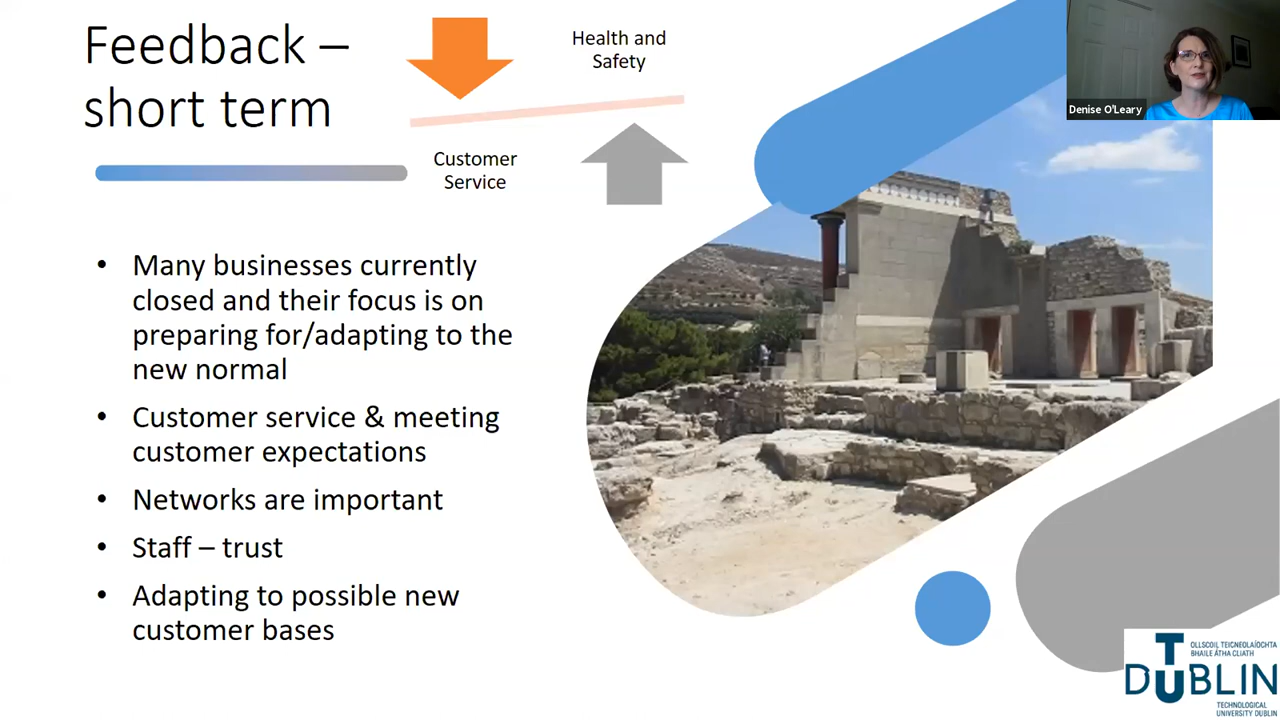 Feedback –
short term
Health and
Safety
Customer
Service
Denise O'Leary
• Many businesses currently
closed and their focus is on
preparing for/adapting to the
new normal
• Customer service & meeting
customer expectations
• Networks are important
• Staff – trust
• Adapting to possible new
customer bases
OLLSCOIL TEICNEOLAÍOCHTA
BHAILE ÁTHA CLIATH
TU DUBLIN
TECHNOLOGICAL
UNIVERSITY DUBLIN